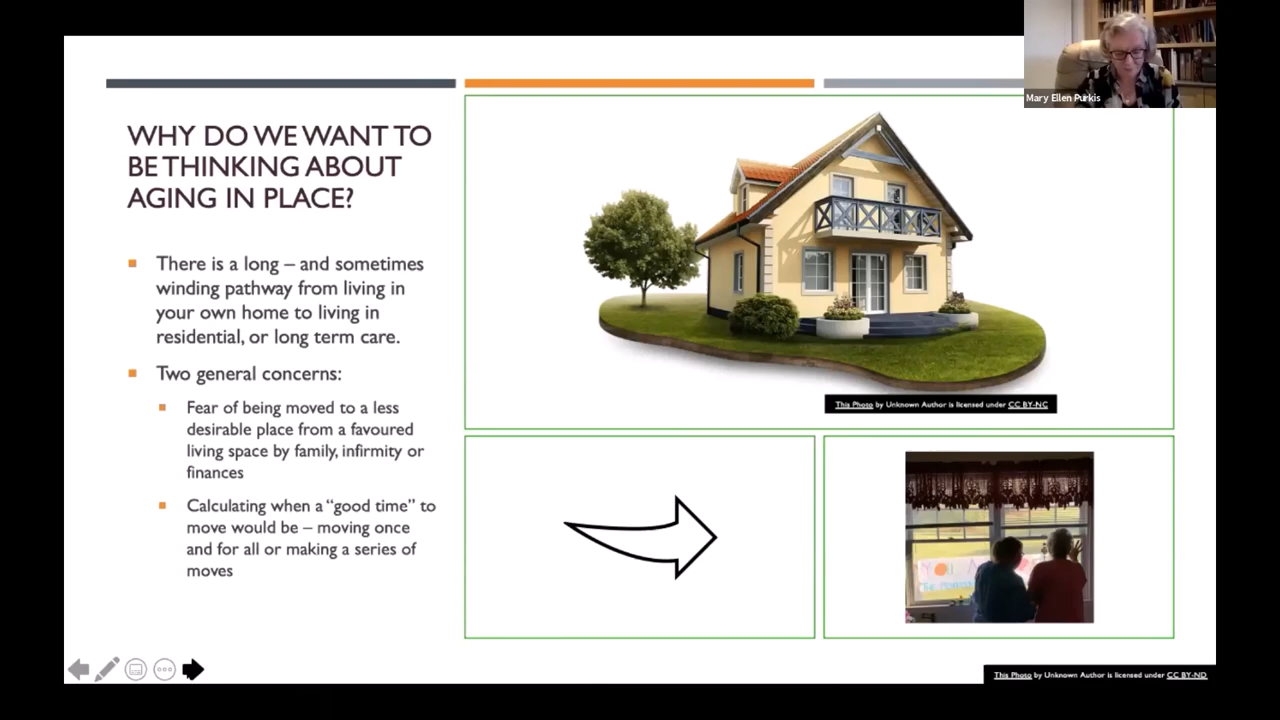 Mary Ellen Purkis
WHY DO WE WANT TO
BE THINKING ABOUT
AGING IN PLACE?
There is a long – and sometimes
winding pathway from living in
your own home to living in
residential, or long term care.
Two general concerns:
Fear of being moved to a less
desirable place from a favoured
living space by family, infirmity or
finances
Calculating when a “good time” to
move would be – moving once
and for all or making a series of
moves
This Photo by Unknown Author is licensed under CC BY-NC
YOU A
This Photo by Unknown Author is licensed under CC BY-ND